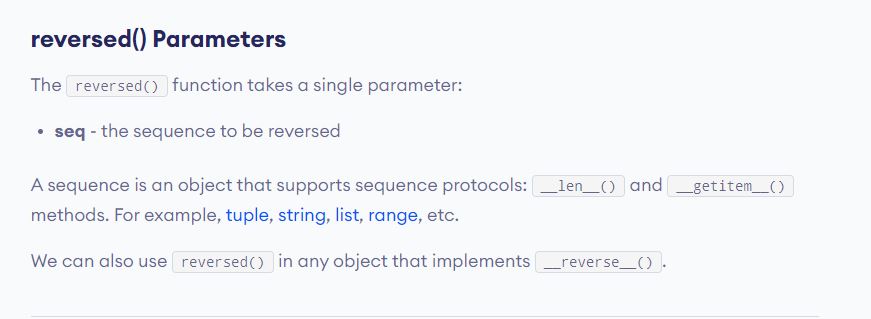 reversed() Parameters
The reversed() function takes a single parameter:
• seq - the sequence to be reversed
A sequence is an object that supports sequence protocols: __len__() and __getitem__()
methods. For example, tuple, string, list, range, etc.
We can also use reversed() in any object that implements __reverse__().